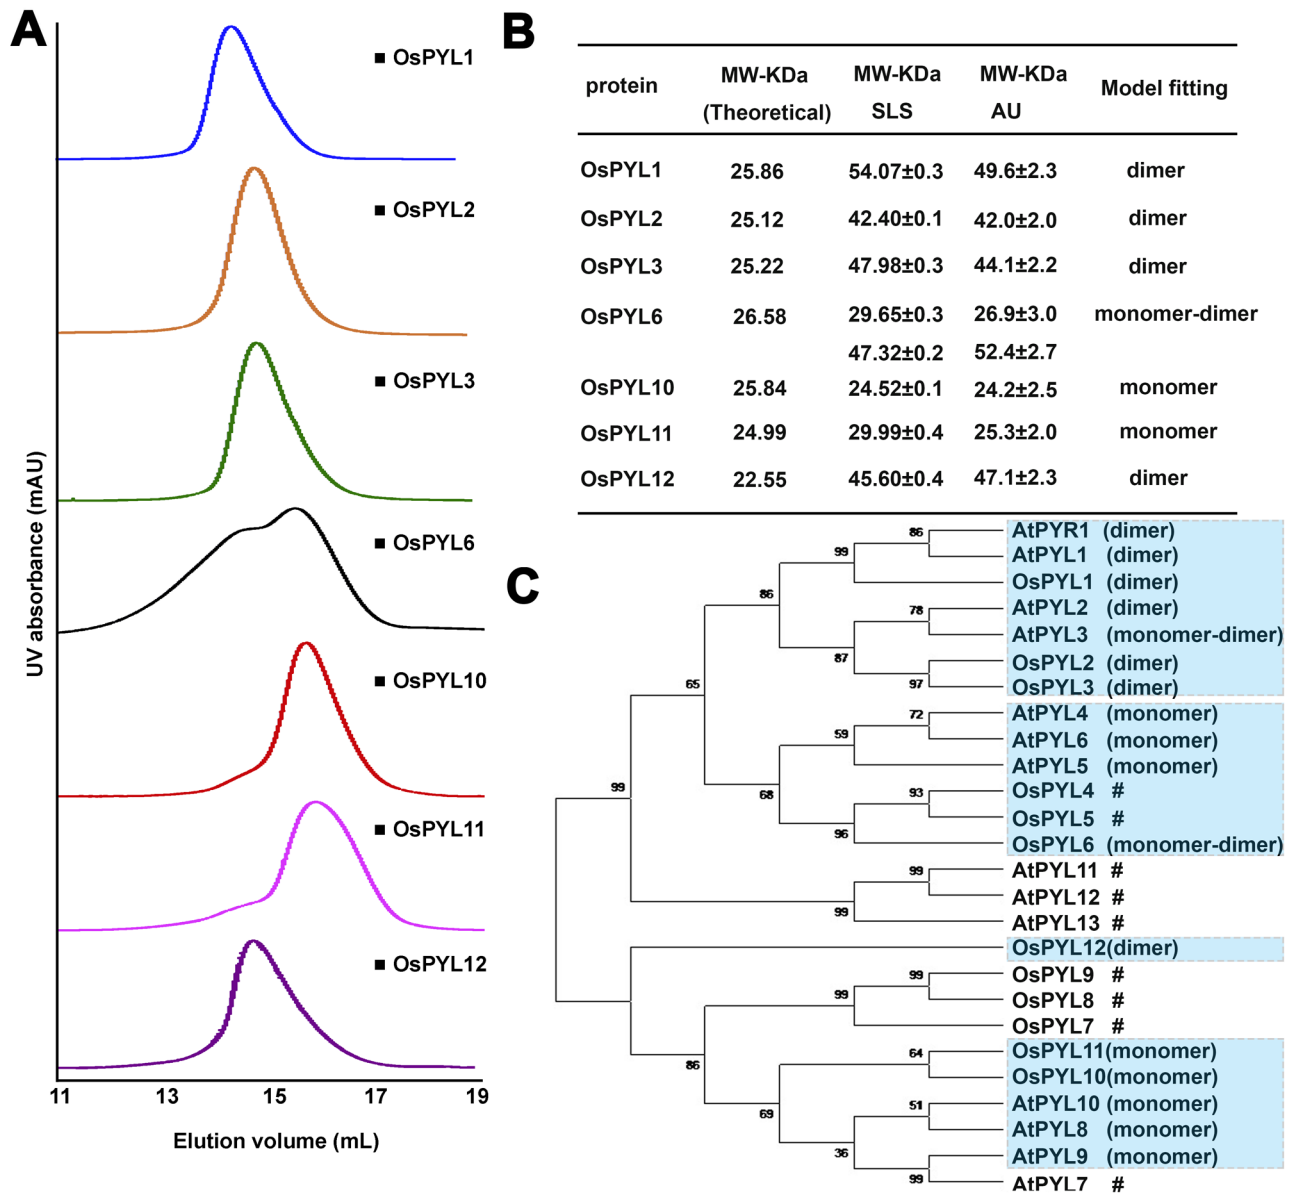 A
■ OsPYL1
■ OsPYL2
■ OsPYL3
■ OsPYL6
■ OsPYL10
■ OsPYL11
■ OsPYL12
UV absorbance (mAU)
11 13 15 17 19
Elution volume (mL)
B
protein MW-KDa (Theoretical) MW-KDa SLS MW-KDa AU Model fitting
OsPYL1 25.86 54.07±0.3 49.6±2.3 dimer
OsPYL2 25.12 42.40±0.1 42.0±2.0 dimer
OsPYL3 25.22 47.98±0.3 44.1±2.2 dimer
OsPYL6 26.58 29.65±0.3 26.9±3.0 monomer-dimer
47.32±0.2 52.4±2.7
OsPYL10 25.84 24.52±0.1 24.2±2.5 monomer
OsPYL11 24.99 29.99±0.4 25.3±2.0 monomer
OsPYL12 22.55 45.60±0.4 47.1±2.3 dimer
C
86
99
86
78
87
97
65
72
59
68
93
96
99
99
99
99
99
86
64
69
51
36
99
AtPYR1 (dimer)
AtPYL1 (dimer)
OsPYL1 (dimer)
AtPYL2 (dimer)
AtPYL3 (monomer-dimer)
OsPYL2 (dimer)
OsPYL3 (dimer)
AtPYL4 (monomer)
AtPYL6 (monomer)
AtPYL5 (monomer)
OsPYL4 #
OsPYL5 #
OsPYL6 (monomer-dimer)
AtPYL11 #
AtPYL12 #
AtPYL13 #
OsPYL12(dimer)
OsPYL9 #
OsPYL8 #
OsPYL7 #
OsPYL11(monomer)
OsPYL10(monomer)
AtPYL10 (monomer)
AtPYL8 (monomer)
AtPYL9 (monomer)
AtPYL7 #